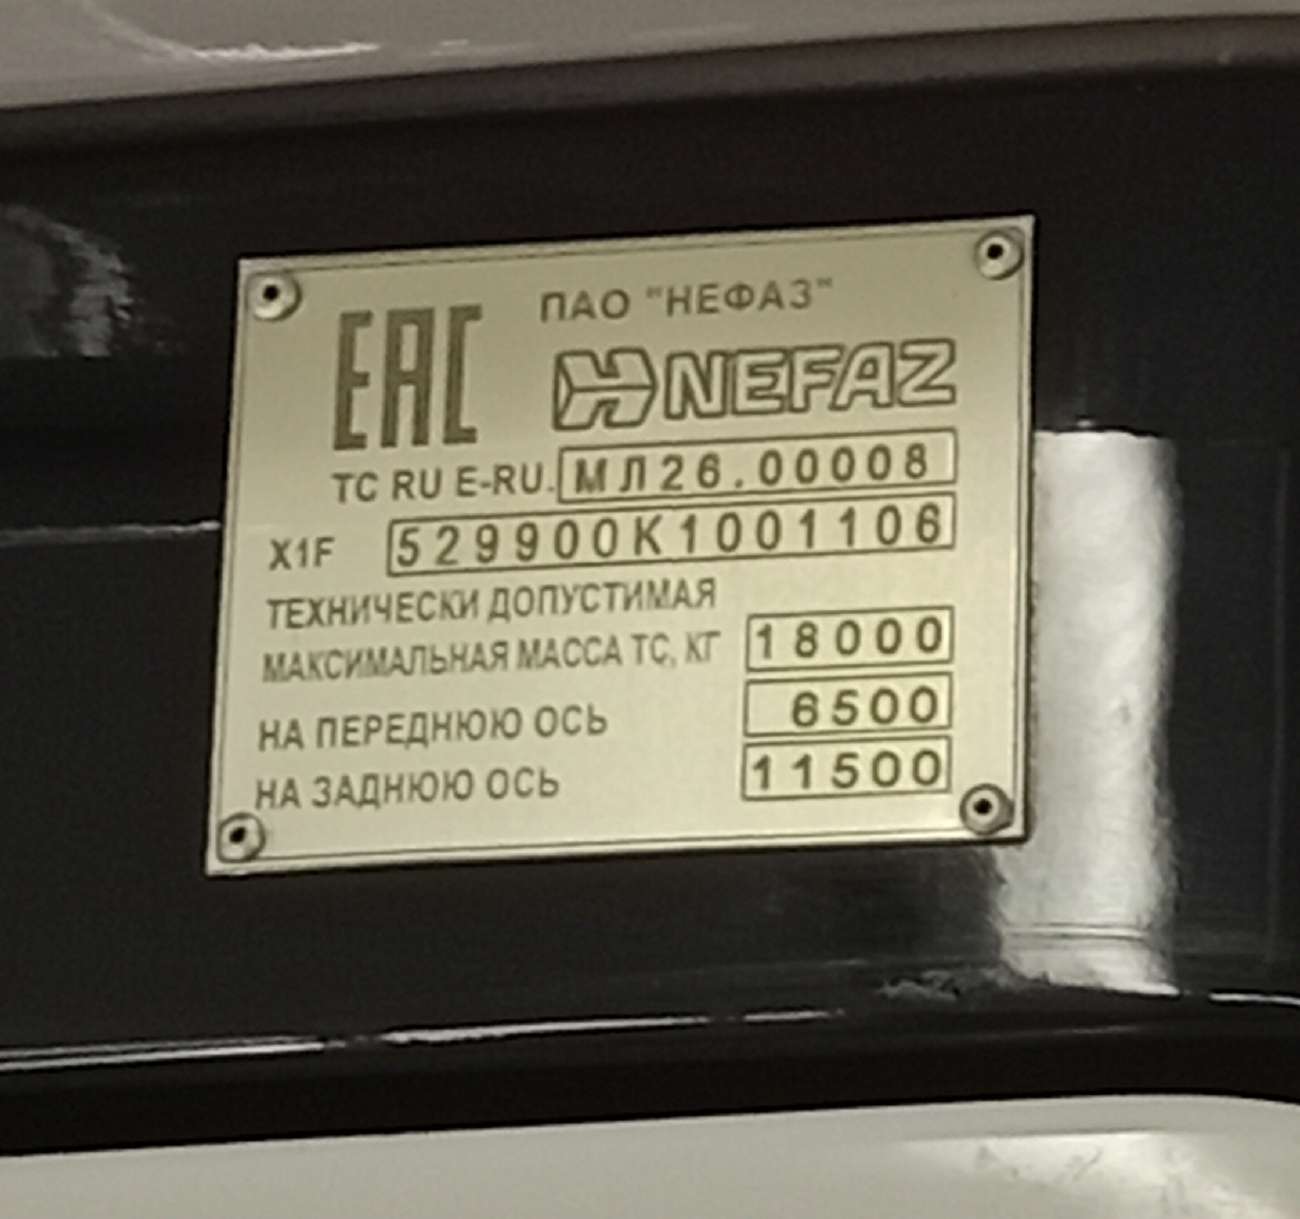 ЕАС ПАО "НЕФАЗ"
NEFAZ
ТС RU E-RU. МЛ26.00008
X1F 529900K1001106
ТЕХНИЧЕСКИ ДОПУСТИМАЯ
МАКСИМАЛЬНАЯ МАССА ТС, КГ 18000
НА ПЕРЕДНЮЮ ОСЬ 6500
НА ЗАДНЮЮ ОСЬ 11500